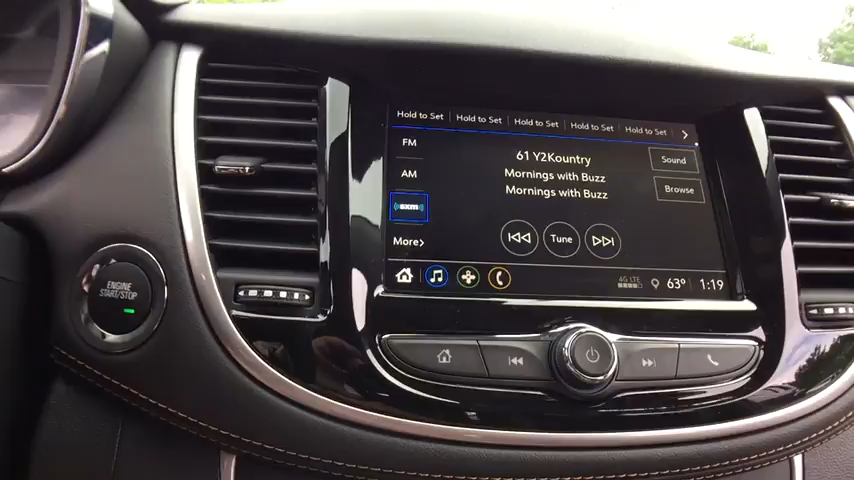 Hold to Set Hold to Set Hold to Set Hold to Set Hold to Set
FM
61 Y2Kountry
Sound
AM
Mornings with Buzz
Mornings with Buzz
Browse
sxm
More
Tune
4G LTE
63° 1:19
ENGINE
START/STOP